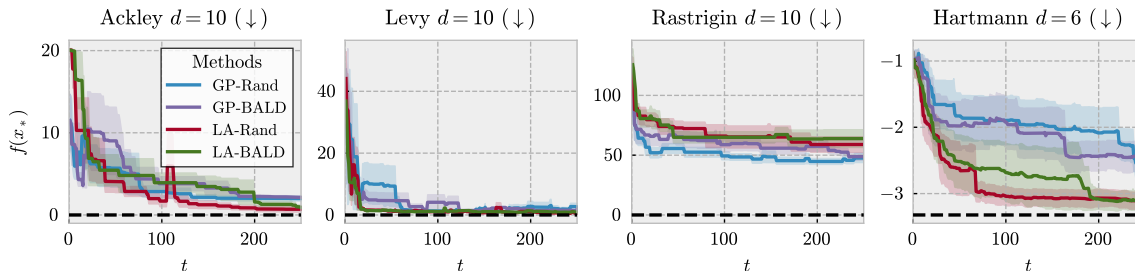 Ackley d = 10 (↓)
Levy d = 10 (↓)
Rastrigin d = 10 (↓)
Hartmann d = 6 (↓)
f(x∗)
20
10
0
0
100
200
t
Methods
GP-Rand
GP-BALD
LA-Rand
LA-BALD
40
20
0
0
100
200
t
100
50
0
0
100
200
t
−1
−2
−3
0
100
200
t